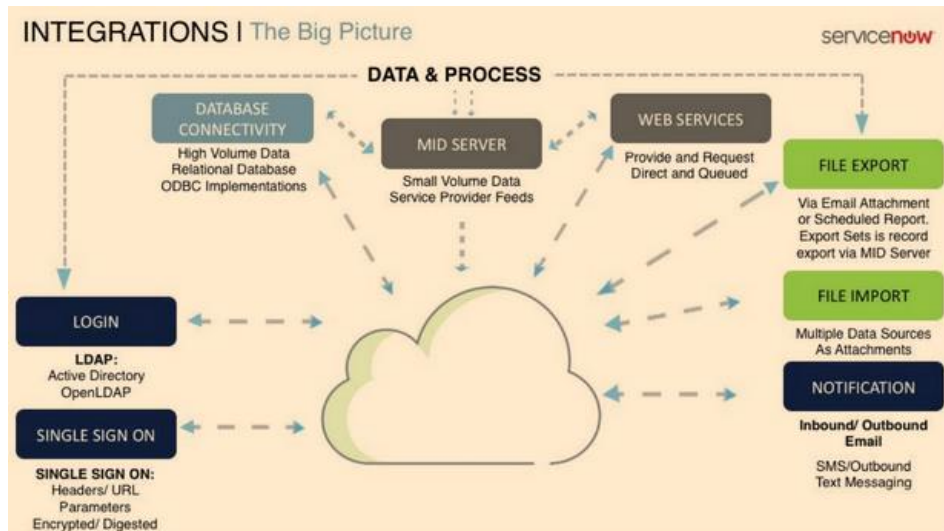 INTEGRATIONS | The Big Picture
servicenow
DATA & PROCESS
DATABASE
CONNECTIVITY
High Volume Data
Relational Database
ODBC Implementations
MID SERVER
Small Volume Data
Service Provider Feeds
WEB SERVICES
Provide and Request
Direct and Queued
FILE EXPORT
Via Email Attachment
or Scheduled Report.
Export Sets is record
export via MID Server
LOGIN
LDAP:
Active Directory
OpenLDAP
FILE IMPORT
Multiple Data Sources
As Attachments
SINGLE SIGN ON
SINGLE SIGN ON:
Headers/ URL
Parameters
Encrypted/ Digested
NOTIFICATION
Inbound/ Outbound
Email
SMS/Outbound
Text Messaging